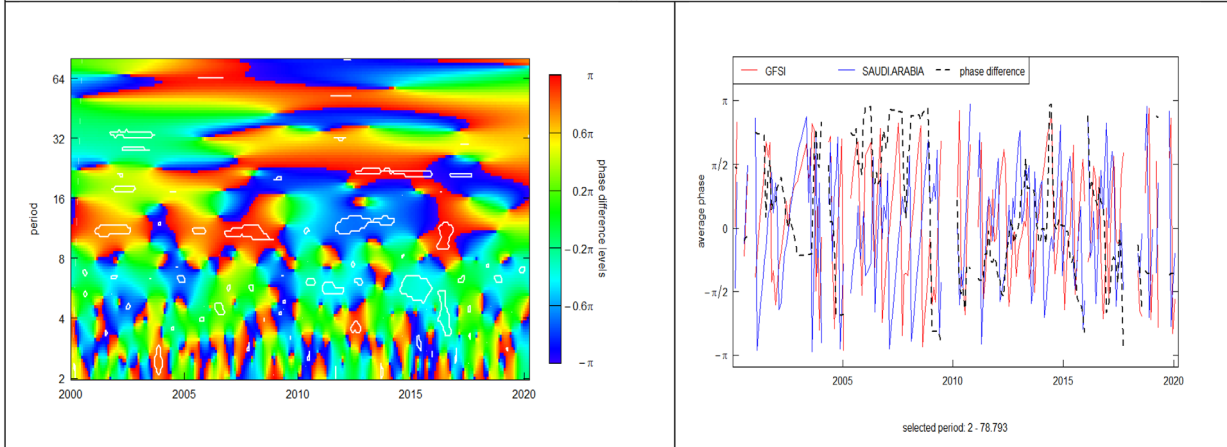 64
32
16
8
4
2
period
2000
2005
2010
2015
2020
π
0.6π
0.2π
−0.2π
−0.6π
−π
phase difference levels
GFSI
SAUDI.ARABIA
phase difference
π
π/2
0
−π/2
−π
average phase
2005
2010
2015
2020
selected period: 2 - 78.793